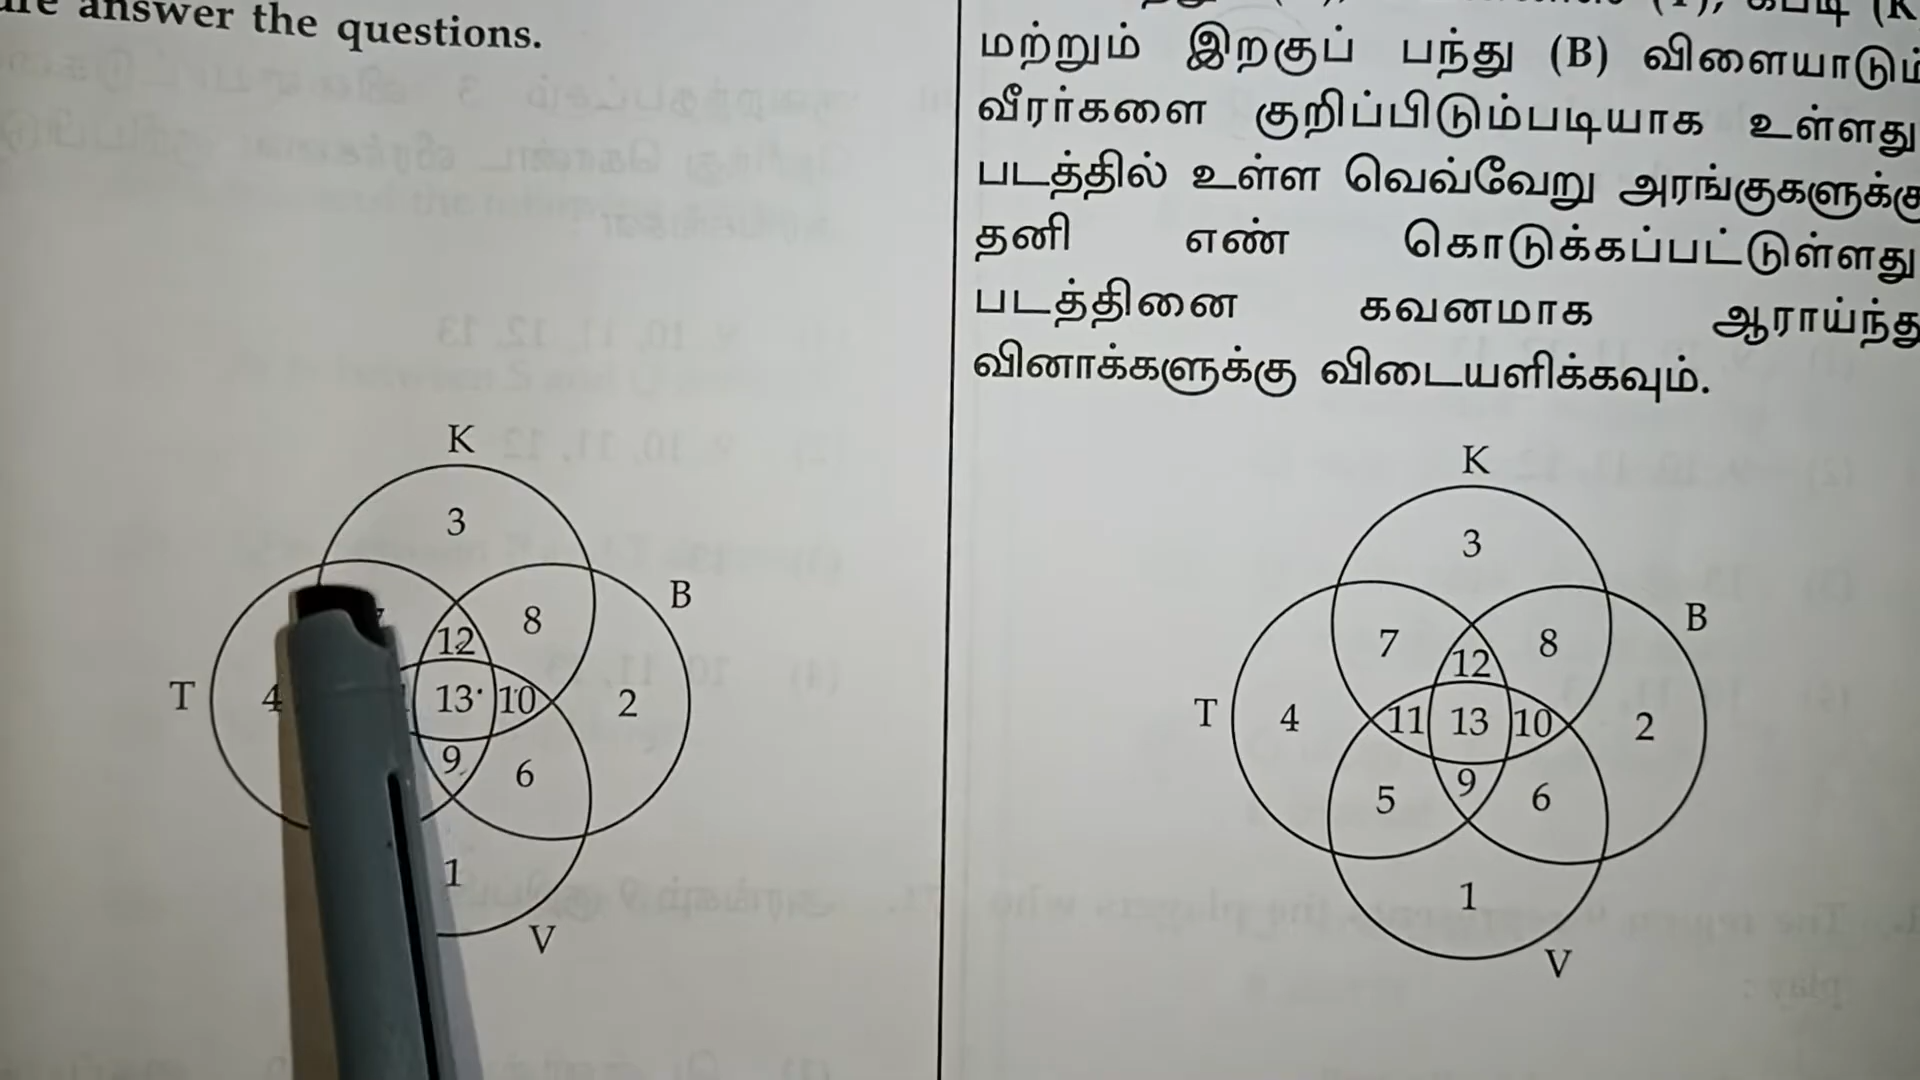 answer the questions.
K
3
B
8
12
T
4
13
10
2
9
6
1
V
மற்றும் இறகுப் பந்து (B) விளையாடும்
வீரர்களை குறிப்பிடும்படியாக உள்ளது
படத்தில் உள்ள வெவ்வேறு அரங்குகளுக்கு
தனி எண் கொடுக்கப்பட்டுள்ளது
படத்தினை கவனமாக ஆராய்ந்து
வினாக்களுக்கு விடையளிக்கவும்.
K
3
B
7
8
12
T
4
11
13
10
2
9
5
6
1
V